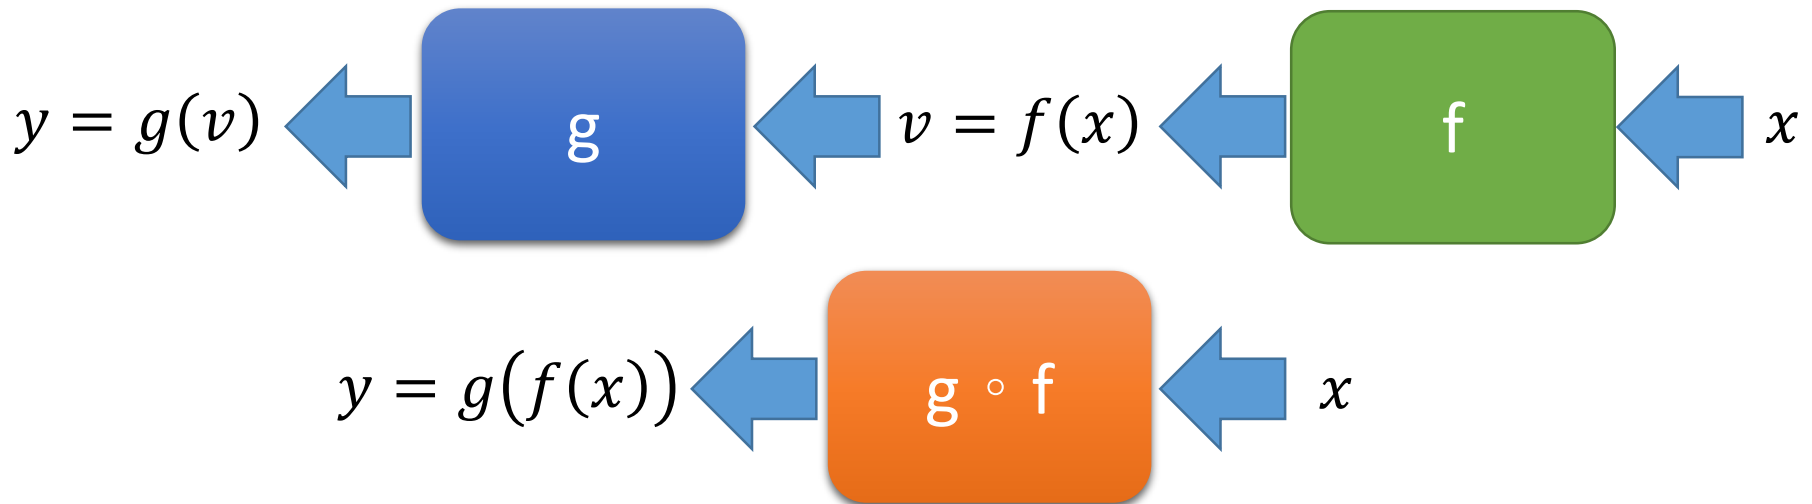 y = g(v) g v = f(x) f x
y = g(f(x)) g ∘ f x